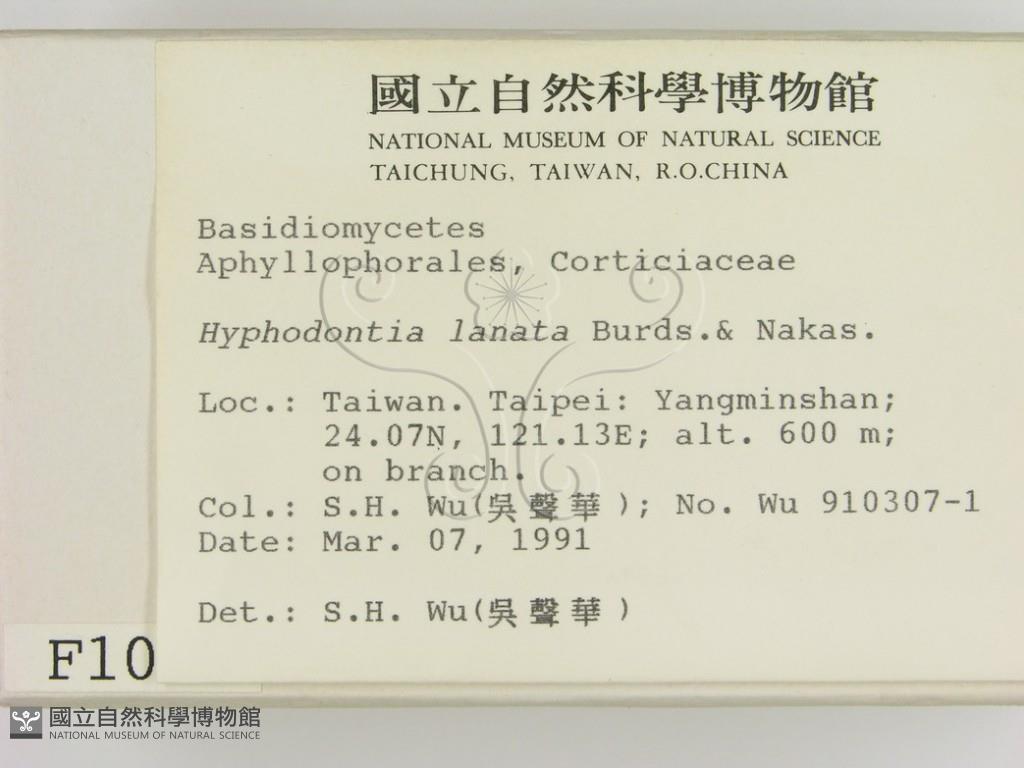 國立自然科學博物館
NATIONAL MUSEUM OF NATURAL SCIENCE
TAICHUNG, TAIWAN, R.O.CHINA
Basidiomycetes
Aphyllophorales, Corticiaceae
Hyphodontia lanata Burds.& Nakas.
Loc.: Taiwan. Taipei: Yangminshan;
24.07N, 121.13E; alt. 600 m;
on branch.
Col.: S.H. Wu(吳聲華); No. Wu 910307-1
Date: Mar. 07, 1991
Det.: S.H. Wu(吳聲華)
F10
國立自然科學博物館
NATIONAL MUSEUM OF NATURAL SCIENCE